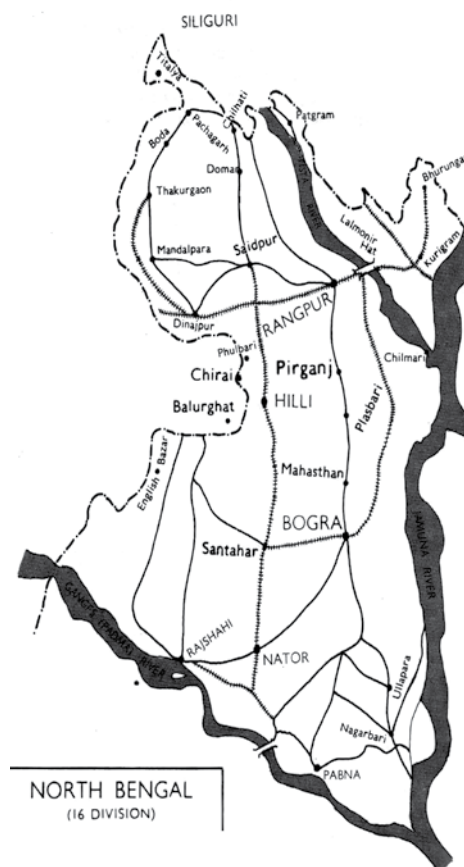 SILIGURI
Titalya
Chilhati
Pachagarh
Patgram
Boda
Domar
Bhurunga
Thakurgaon
TISTA RIVER
Lalmonir
Hat
Saidpur
Mandalpara
Kurigram
Dinajpur
RANGPUR
Phulbari
Chilmari
Pirganj
Chirai
Plasbari
HILLI
Balurghat
English Bazar
Mahasthan
BOGRA
JAMUNA RIVER
Santahar
GANGES (PADMA) RIVER
RAJSHAHI
NATOR
Ullapara
Nagarbari
PABNA
NORTH BENGAL
(16 DIVISION)